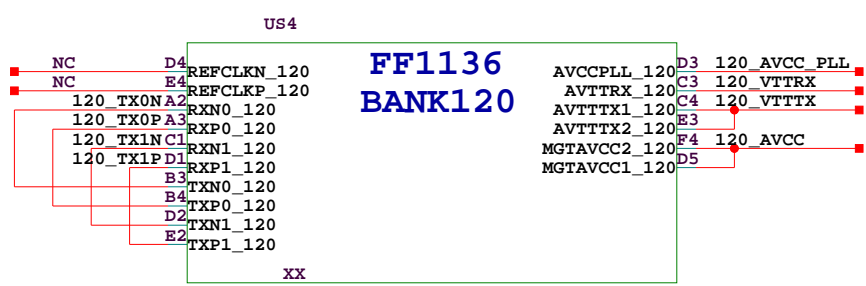 US4
FF1136
BANK120
NC D4 REFCLKN_120
NC E4 REFCLKP_120
120_TX0N A2 RXN0_120
120_TX0P A3 RXP0_120
120_TX1N C1 RXN1_120
120_TX1P D1 RXP1_120
B3 TXN0_120
B4 TXP0_120
D2 TXN1_120
E2 TXP1_120
AVCCPLL_120 D3 120_AVCC_PLL
AVTTRX_120 C3 120_VTTRX
AVTTTX1_120 C4 120_VTTTX
AVTTTX2_120 E3
MGTAVCC2_120 F4 120_AVCC
MGTAVCC1_120 D5
XX